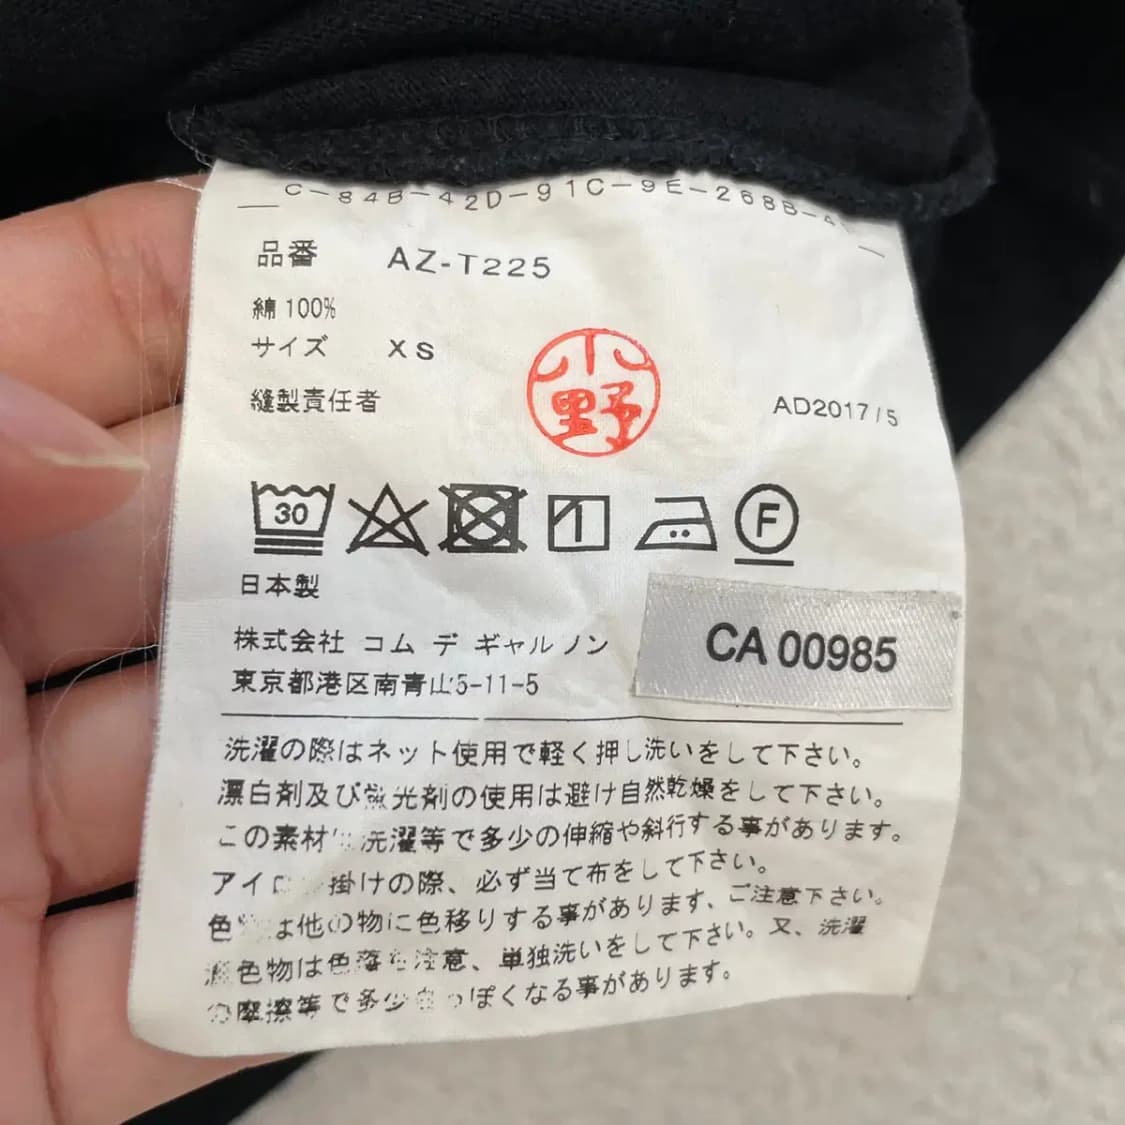 C-84B-42D-91C-9E-268B-4
品番 AZ-T225
綿 100%
サイズ XS
小野
縫製責任者
AD2017/5
30
F
日本製
株式会社 コム デ ギャルソン
東京都港区南青山5-11-5
CA 00985
洗濯の際はネット使用で軽く押し洗いをして下さい。
漂白剤及び蛍光剤の使用は避け自然乾燥をして下さい。
この素材は洗濯等で多少の伸縮や斜行する事があります。
アイロン掛けの際、必ず当て布をして下さい。
色物は他の物に色移りする事があります、ご注意下さい。
濃色物は色落ち注意、単独洗いをして下さい。又、洗濯
の摩擦等で多少白っぽくなる事があります。